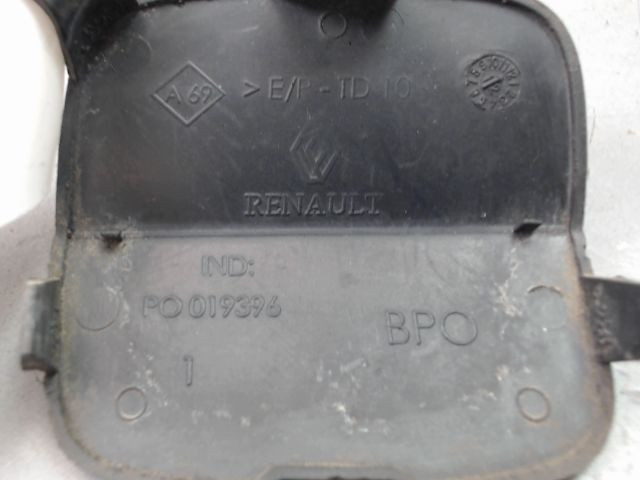 A 69 >E/P-TD 10
RENAULT
IND:
PO 019396
BPO
1